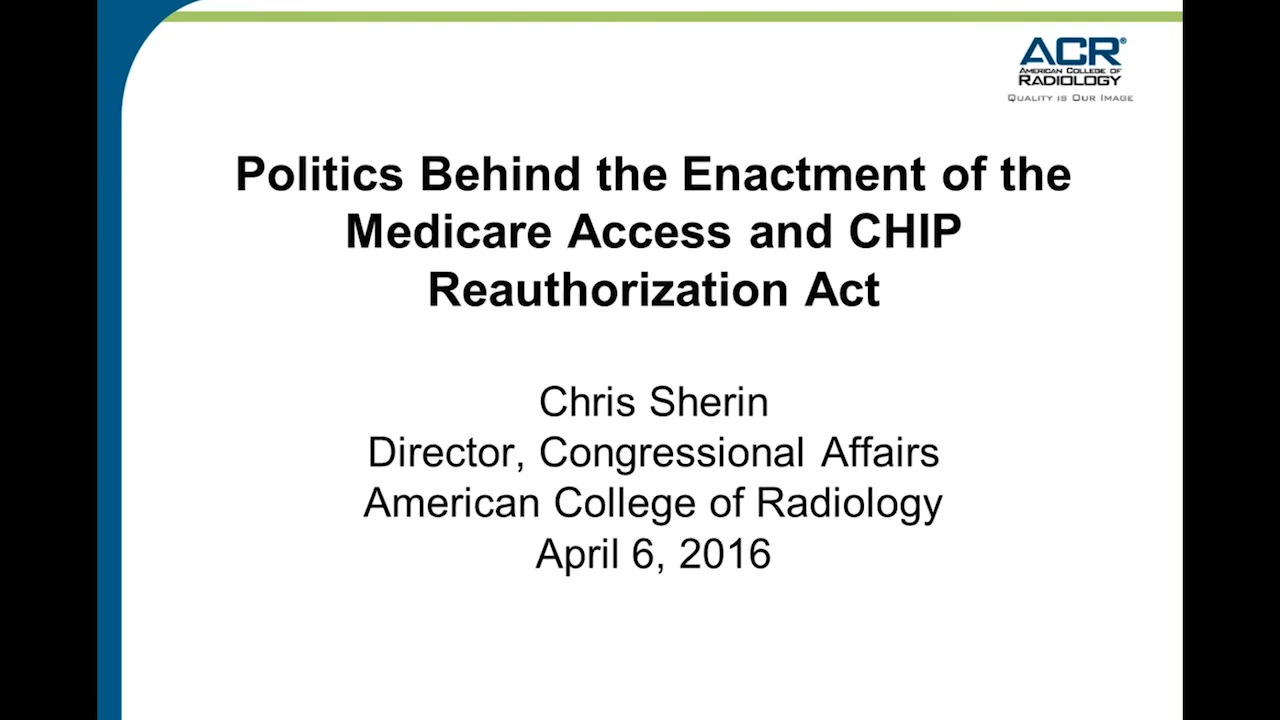 ACR®
AMERICAN COLLEGE OF
RADIOLOGY
QUALITY IS OUR IMAGE
Politics Behind the Enactment of the
Medicare Access and CHIP
Reauthorization Act
Chris Sherin
Director, Congressional Affairs
American College of Radiology
April 6, 2016